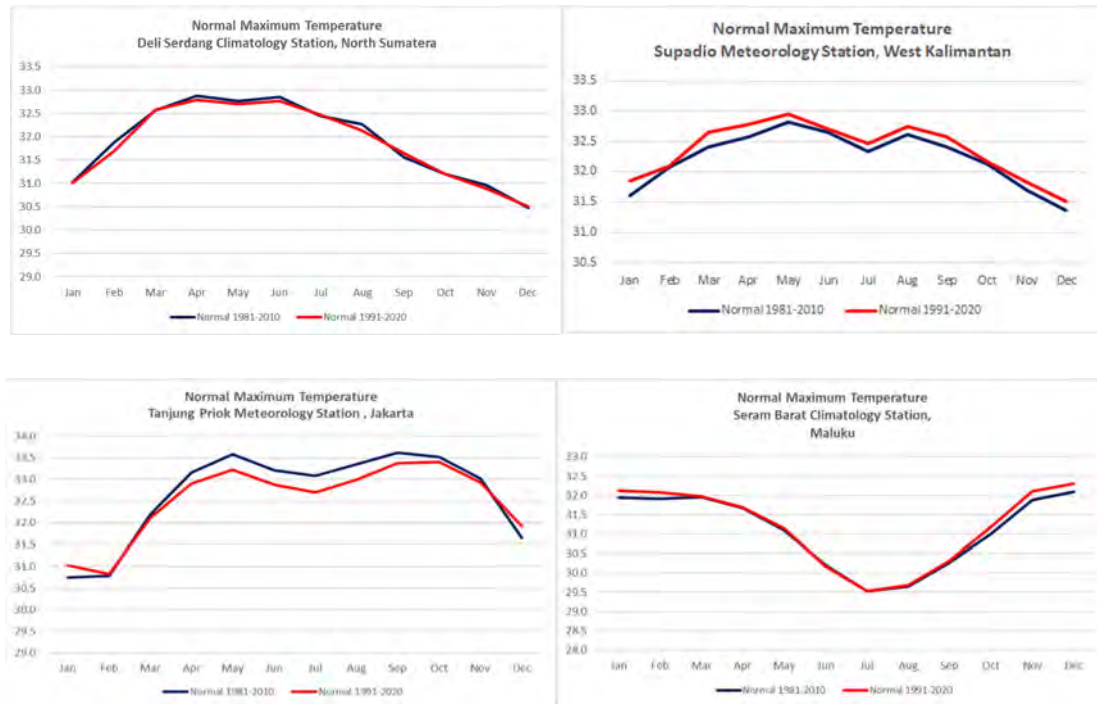 Normal Maximum Temperature
Deli Serdang Climatology Station, North Sumatera
33.5
33.0
32.5
32.0
31.5
31.0
30.5
30.0
29.5
29.0
Jan Feb Mar Apr May Jun Jul Aug Sep Oct Nov Dec
Normal 1981-2010 Normal 1991-2020
Normal Maximum Temperature
Supadio Meteorology Station, West Kalimantan
33.5
33.0
32.5
32.0
31.5
31.0
30.5
Jan Feb Mar Apr May Jun Jul Aug Sep Oct Nov Dec
Normal 1981-2010 Normal 1991-2020
Normal Maximum Temperature
Tanjung Priok Meteorology Station , Jakarta
34.0
33.5
33.0
32.5
32.0
31.5
31.0
30.5
30.0
29.5
29.0
Jan Feb Mar Apr May Jun Jul Aug Sep Oct Nov Dec
Normal 1981-2010 Normal 1991-2020
Normal Maximum Temperature
Seram Barat Climatology Station,
Maluku
33.0
32.5
32.0
31.5
31.0
30.5
30.0
29.5
29.0
28.5
28.0
Jan Feb Mar Apr May Jun Jul Aug Sep Oct Nov Dec
Normal 1981-2010 Normal 1991-2020